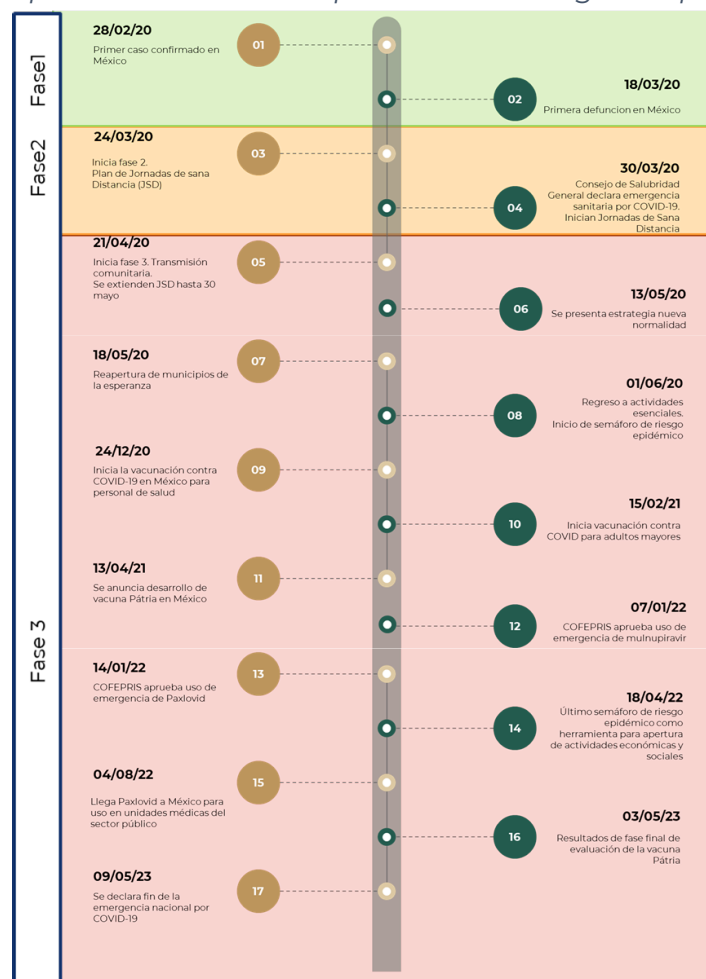 Fase1
28/02/20
Primer caso confirmado en
México
01
02
18/03/20
Primera defuncion en México
Fase2
24/03/20
Inicia fase 2.
Plan de Jornadas de sana
Distancia (JSD)
03
04
30/03/20
Consejo de Salubridad
General declara emergencia
sanitaria por COVID-19.
Inician Jornadas de Sana
Distancia
Fase 3
21/04/20
Inicia fase 3. Transmisión
comunitaria.
Se extienden JSD hasta 30
mayo
05
06
13/05/20
Se presenta estrategia nueva
normalidad
18/05/20
Reapertura de municipios de
la esperanza
07
08
01/06/20
Regreso a actividades
esenciales.
Inicio de semáforo de riesgo
epidémico
24/12/20
Inicia la vacunación contra
COVID-19 en México para
personal de salud
09
10
15/02/21
Inicia vacunación contra
COVID para adultos mayores
13/04/21
Se anuncia desarrollo de
vacuna Pátria en México
11
12
07/01/22
COFEPRIS aprueba uso de
emergencia de mulnupiravir
14/01/22
COFEPRIS aprueba uso de
emergencia de Paxlovid
13
14
18/04/22
Último semáforo de riesgo
epidémico como
herramienta para apertura
de actividades económicas y
sociales
04/08/22
Llega Paxlovid a México para
uso en unidades médicas del
sector público
15
16
03/05/23
Resultados de fase final de
evaluación de la vacuna
Pátria
09/05/23
Se declara fin de la
emergencia nacional por
COVID-19
17